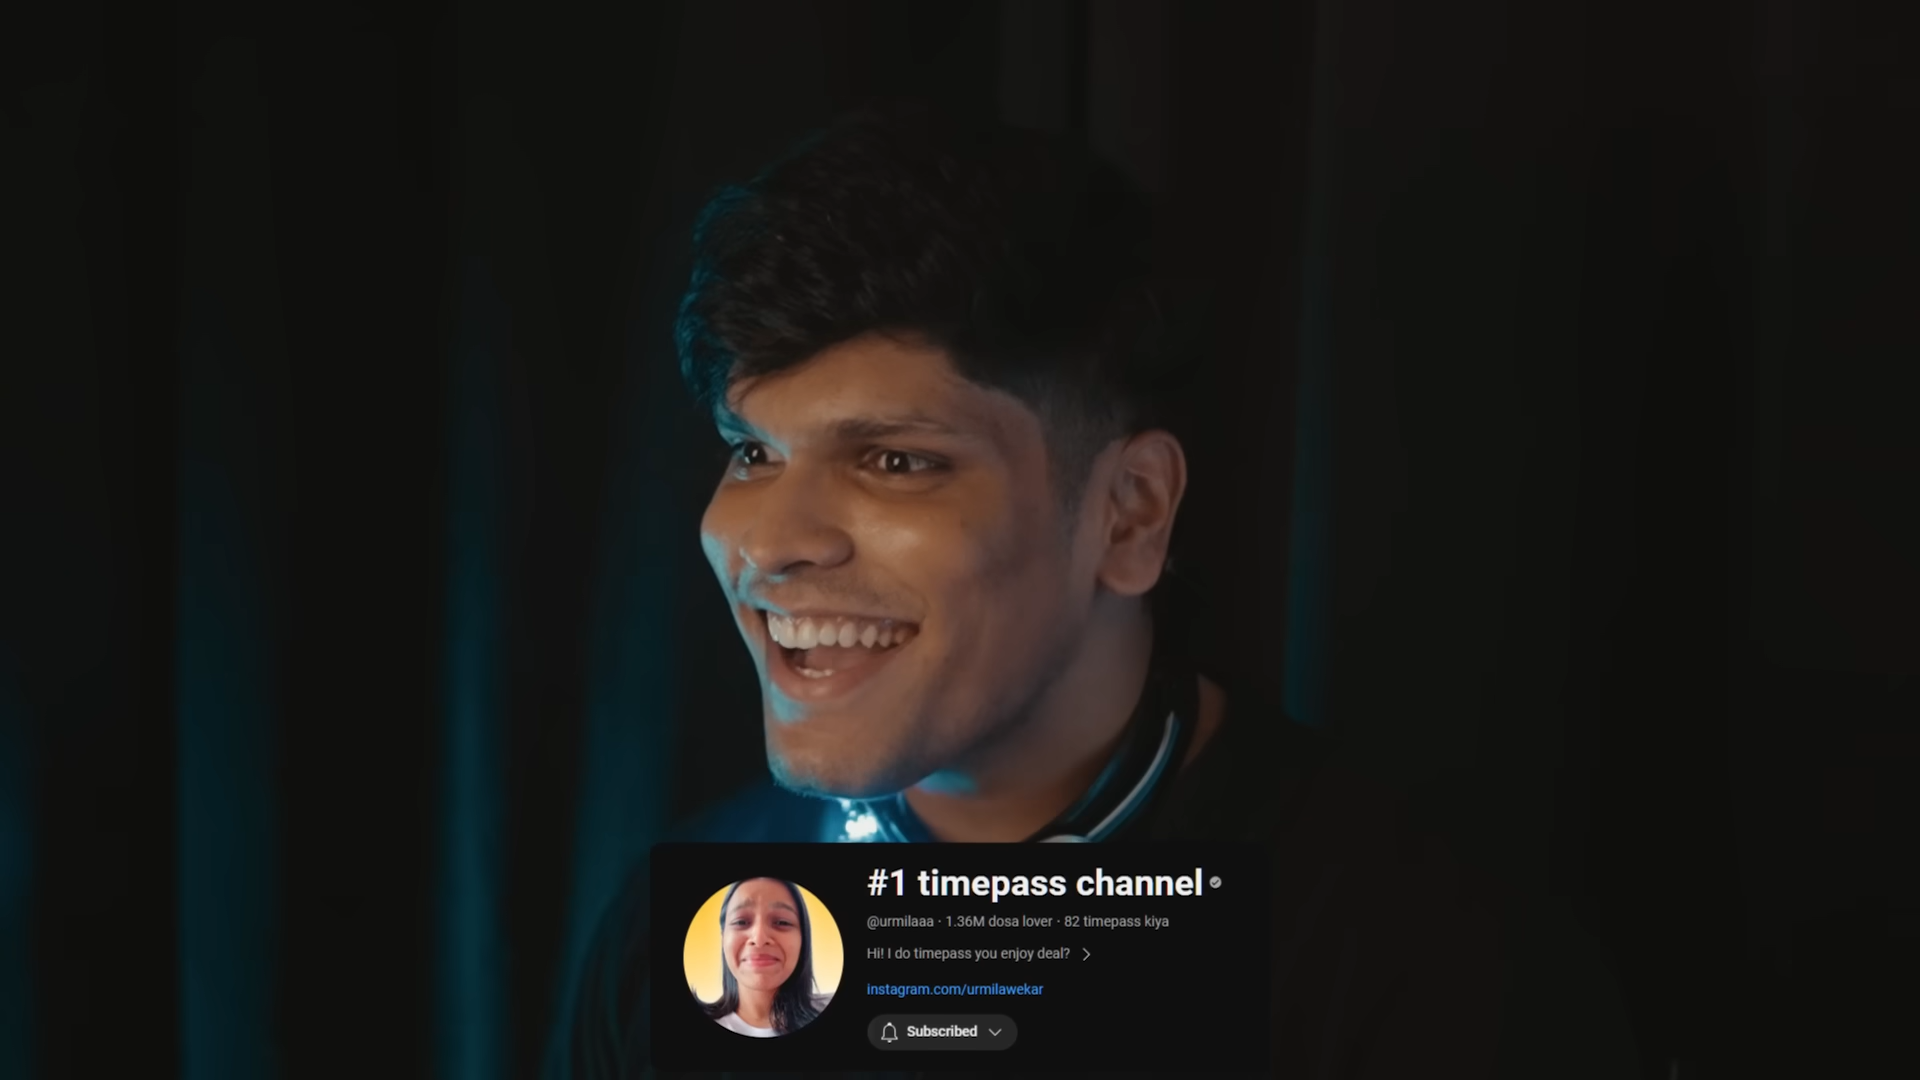 #1 timepass channel
@urmilaaa · 1.36M dosa lover · 82 timepass kiya
Hi! I do timepass you enjoy deal?
instagram.com/urmilawekar
Subscribed